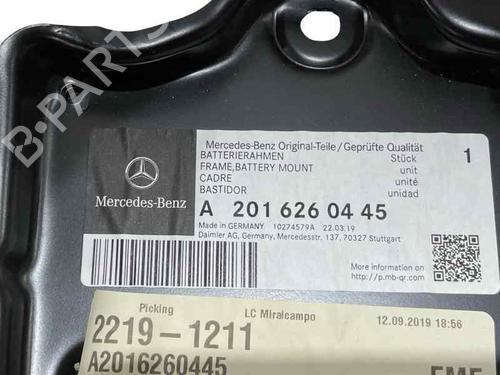 B-PARTS
Mercedes-Benz
Mercedes-Benz Original-Teile/Geprüfte Qualität
BATTERIERAHMEN Stück 1
FRAME,BATTERY MOUNT unit
CADRE unité
BASTIDOR unidad
A 201 626 04 45
Made in GERMANY 10274579A 22.03.19
Daimler AG, Germany, Mercedesstr. 137, 70327 Stuttgart
More information on
http://p.mb-qr.com
Picking LC Miralcampo 12.09.2019 18:56
2219-1211
A2016260445